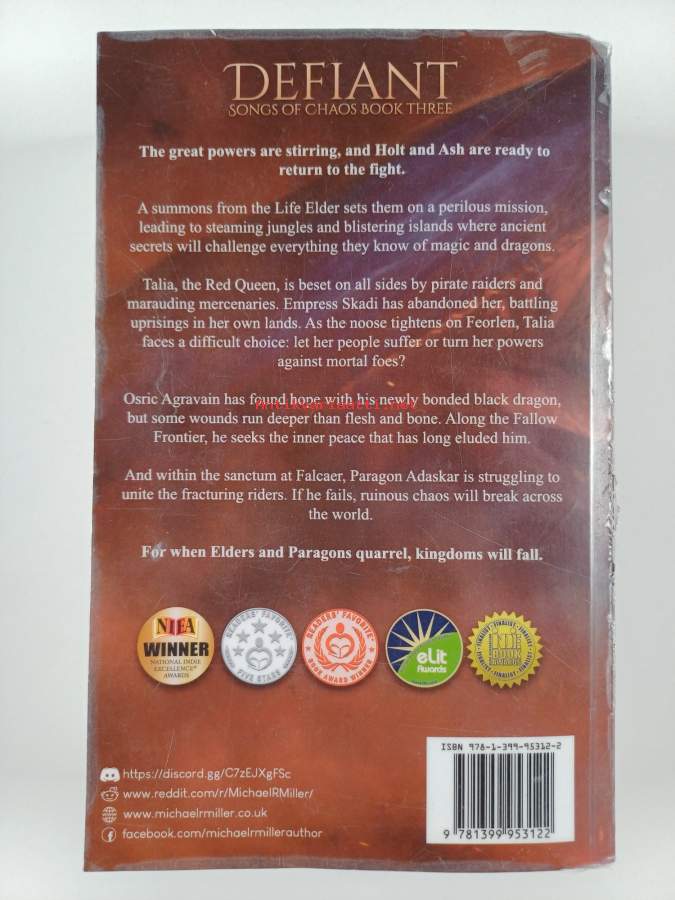 DEFIANT
SONGS OF CHAOS BOOK THREE
The great powers are stirring, and Holt and Ash are ready to
return to the fight.
A summons from the Life Elder sets them on a perilous mission,
leading to steaming jungles and blistering islands where ancient
secrets will challenge everything they know of magic and dragons.
Talia, the Red Queen, is beset on all sides by pirate raiders and
marauding mercenaries. Empress Skadi has abandoned her, battling
uprisings in her own lands. As the noose tightens on Feorlen, Talia
faces a difficult choice: let her people suffer or turn her powers
against mortal foes?
Osric Agravain has found hope with his newly bonded black dragon,
but some wounds run deeper than flesh and bone. Along the Fallow
Frontier, he seeks the inner peace that has long eluded him.
And within the sanctum at Falcaer, Paragon Adaskar is struggling to
unite the fracturing riders. If he fails, ruinous chaos will break across
the world.
For when Elders and Paragons quarrel, kingdoms will fall.
NIEA
WINNER
NATIONAL INDIE
EXCELLENCE®
AWARDS
READERS' FAVORITE
FIVE STARS
READERS' FAVORITE
BOOK AWARD WINNER
eLit
Awards
FINALIST
INDIE
BOOK
FINALIST
ISBN 978-1-399-95312-2
9 781399 953122
https://discord.gg/C7zEJXgFSc
www.reddit.com/r/MichaelRMiller/
www.michaelrmiller.co.uk
facebook.com/michaelrmillerauthor